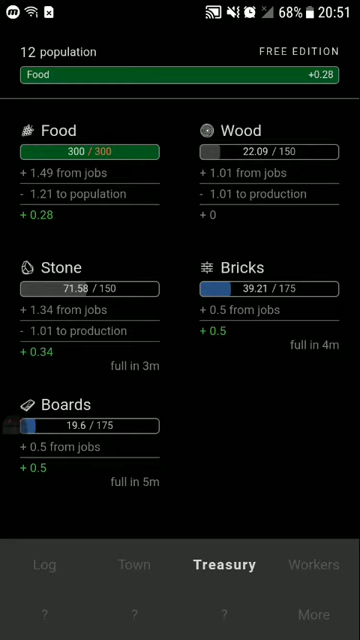 68% 20:51
12 population
FREE EDITION
Food +0.28
Food
300 / 300
+ 1.49 from jobs
- 1.21 to population
+ 0.28
Wood
22.09 / 150
+ 1.01 from jobs
- 1.01 to production
+ 0
Stone
71.58 / 150
+ 1.34 from jobs
- 1.01 to production
+ 0.34
full in 3m
Bricks
39.21 / 175
+ 0.5 from jobs
+ 0.5
full in 4m
Boards
19.6 / 175
+ 0.5 from jobs
+ 0.5
full in 5m
Log Town Treasury Workers
? ? ? More